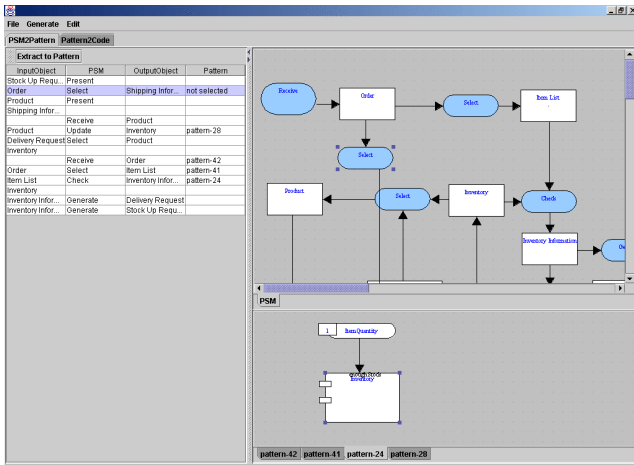 File Generate Edit
PSM2Pattern Pattern2Code
Extract to Pattern
InputObject PSM OutputObject Pattern
Stock Up Requ... Present
Order Select Shipping Infor... not selected
Product Present
Shipping Infor...
Receive Product
Product Update Inventory pattern-28
Delivery Request Select Product
Inventory
Receive Order pattern-42
Order Select Item List pattern-41
Item List Check Inventory Infor... pattern-24
Inventory
Inventory Infor... Generate Delivery Request
Inventory Infor... Generate Stock Up Requ...
Receive
Order
Select
Item List
Select
Product
Select
Inventory
Check
Inventory Information
Ge
PSM
1 ItemQuantity
Inventory
pattern-42 pattern-41 pattern-24 pattern-28